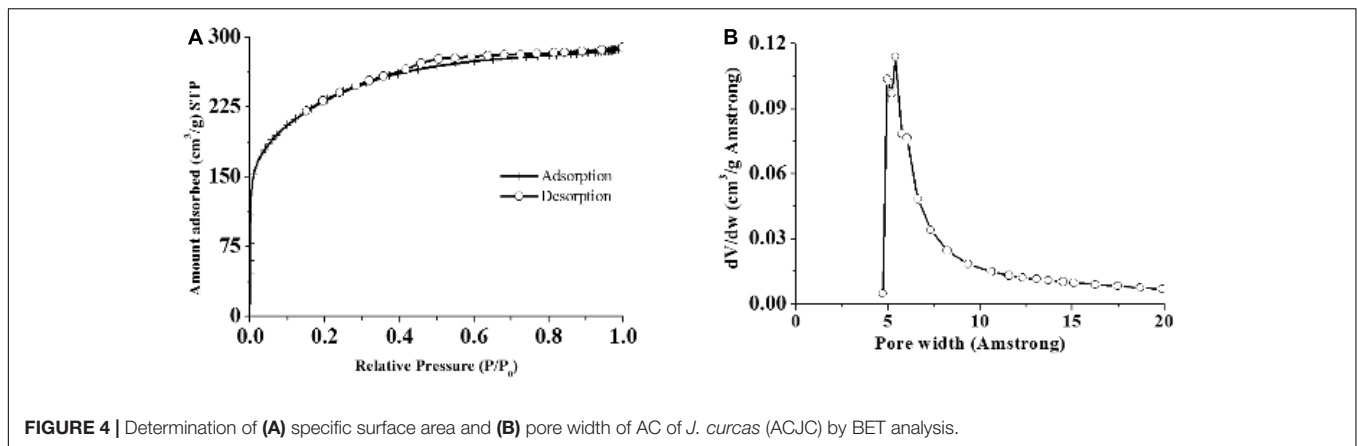 A
300
225
150
75
0
Amount adsorbed (cm³/g) STP
Adsorption
Desorption
0.0 0.2 0.4 0.6 0.8 1.0
Relative Pressure (P/P₀)
B
0.12
0.09
0.06
0.03
0.00
dV/dw (cm³/g Amstrong)
0 5 10 15 20
Pore width (Amstrong)
FIGURE 4 | Determination of (A) specific surface area and (B) pore width of AC of J. curcas (ACJC) by BET analysis.